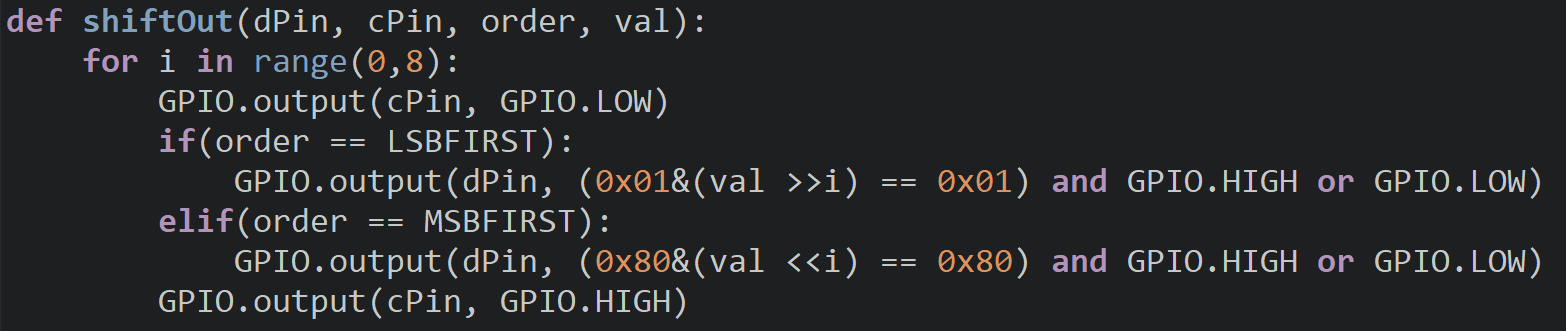 def shiftOut(dPin, cPin, order, val):
    for i in range(0,8):
        GPIO.output(cPin, GPIO.LOW)
        if(order == LSBFIRST):
            GPIO.output(dPin, (0x01&(val >>i) == 0x01) and GPIO.HIGH or GPIO.LOW)
        elif(order == MSBFIRST):
            GPIO.output(dPin, (0x80&(val <<i) == 0x80) and GPIO.HIGH or GPIO.LOW)
        GPIO.output(cPin, GPIO.HIGH)